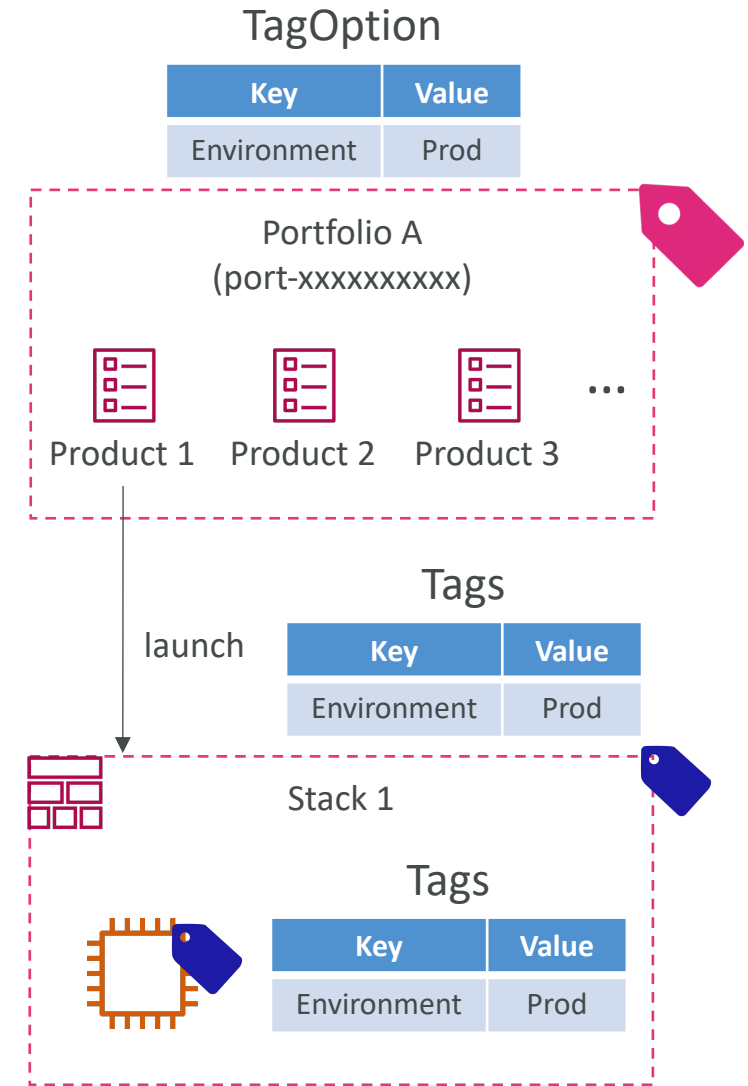 TagOption
Key Value
Environment Prod
Portfolio A
(port-xxxxxxxxxx)
...
Product 1 Product 2 Product 3
Tags
launch
Key Value
Environment Prod
Stack 1
Tags
Key Value
Environment Prod